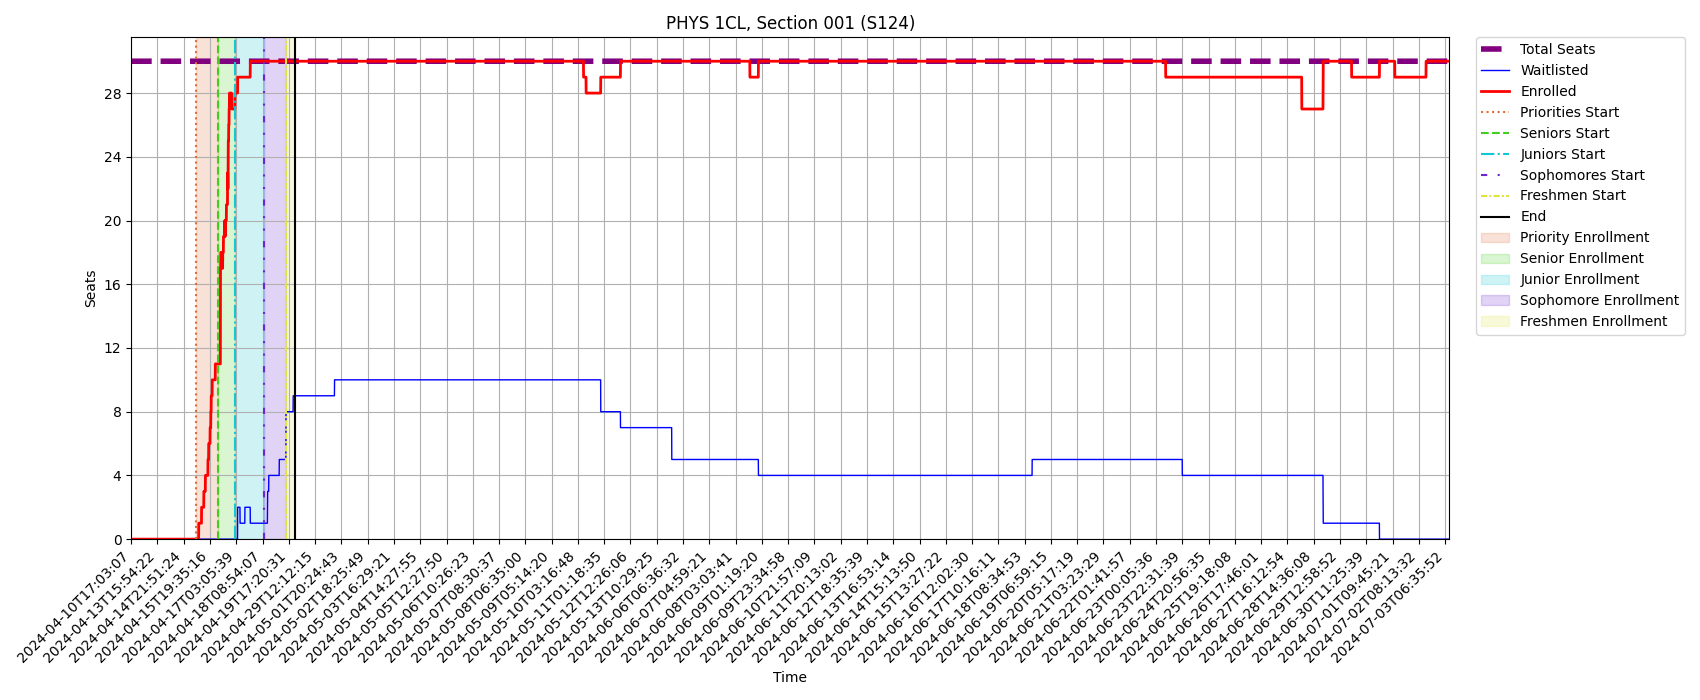 PHYS 1CL, Section 001 (S124)
Total Seats
Waitlisted
Enrolled
Priorities Start
Seniors Start
Juniors Start
Sophomores Start
Freshmen Start
End
Priority Enrollment
Senior Enrollment
Junior Enrollment
Sophomore Enrollment
Freshmen Enrollment
Seats
28
24
20
16
12
8
4
0
2024-04-10T17:03:07
2024-04-13T15:54:22
2024-04-14T21:51:24
2024-04-15T19:35:16
2024-04-17T03:05:39
2024-04-18T08:54:07
2024-04-19T17:20:31
2024-04-29T12:12:15
2024-05-01T20:24:43
2024-05-02T18:25:49
2024-05-03T16:29:21
2024-05-04T14:27:55
2024-05-05T12:27:50
2024-05-06T10:26:23
2024-05-07T08:30:37
2024-05-08T06:35:00
2024-05-09T05:14:20
2024-05-10T03:16:48
2024-05-11T01:18:35
2024-05-12T12:26:06
2024-05-13T10:29:25
2024-06-06T06:36:32
2024-06-07T04:59:21
2024-06-08T03:03:41
2024-06-09T01:19:20
2024-06-09T23:34:58
2024-06-10T21:57:09
2024-06-11T20:13:02
2024-06-12T18:35:39
2024-06-14T16:53:14
2024-06-14T15:13:50
2024-06-15T13:27:22
2024-06-16T12:02:30
2024-06-17T10:16:11
2024-06-18T08:34:53
2024-06-19T06:59:15
2024-06-20T05:17:19
2024-06-21T03:23:29
2024-06-22T01:41:57
2024-06-23T00:05:36
2024-06-23T22:31:39
2024-06-24T20:56:35
2024-06-25T19:18:08
2024-06-26T17:46:01
2024-06-27T16:12:54
2024-06-28T14:36:08
2024-06-29T12:58:52
2024-06-30T11:25:39
2024-07-01T09:45:21
2024-07-02T08:13:32
2024-07-03T06:35:52
Time